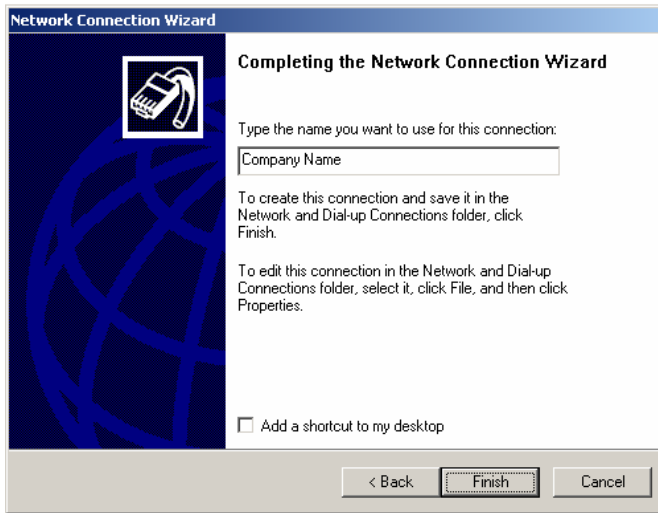 Network Connection Wizard
Completing the Network Connection Wizard
Type the name you want to use for this connection:
Company Name
To create this connection and save it in the
Network and Dial-up Connections folder, click
Finish.
To edit this connection in the Network and Dial-up
Connections folder, select it, click File, and then click
Properties.
Add a shortcut to my desktop
< Back
Finish
Cancel